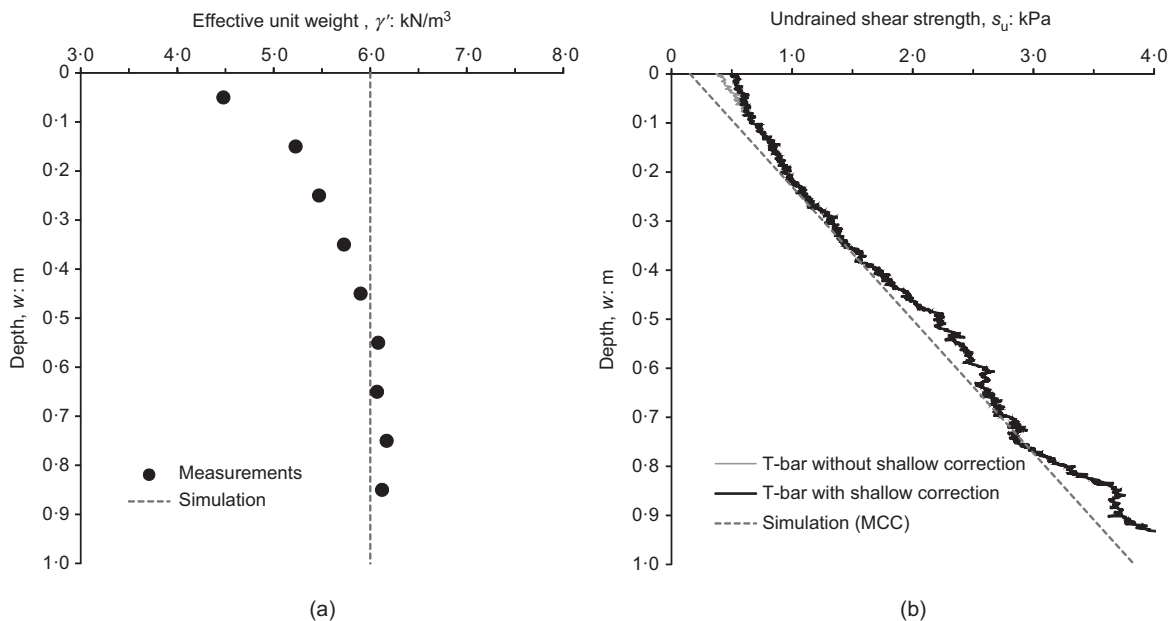 Effective unit weight , γ′: kN/m³
3·0 4·0 5·0 6·0 7·0 8·0
0
0·1
0·2
0·3
0·4
0·5
0·6
0·7
0·8
0·9
1·0
Depth, w: m
Measurements
Simulation
(a)
Undrained shear strength, su: kPa
0 1·0 2·0 3·0 4·0
0
0·1
0·2
0·3
0·4
0·5
0·6
0·7
0·8
0·9
1·0
Depth, w: m
T-bar without shallow correction
T-bar with shallow correction
Simulation (MCC)
(b)